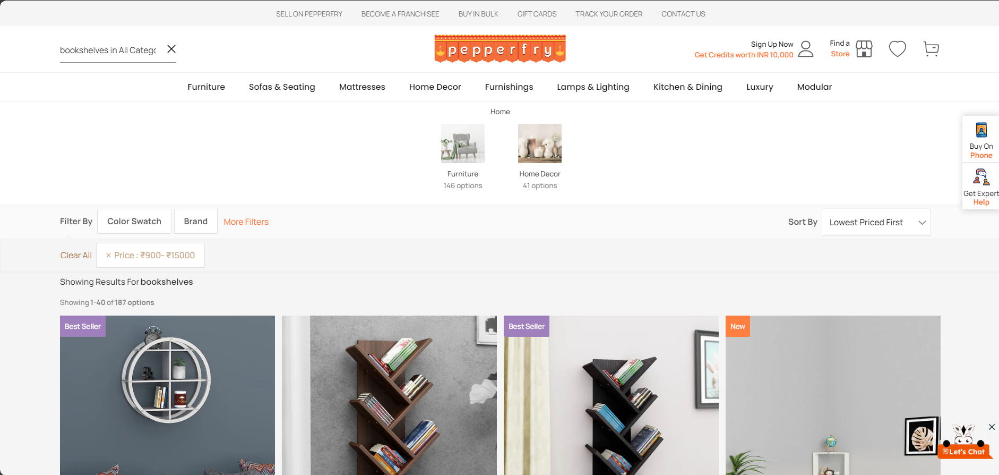 SELL ON PEPPERFRY BECOME A FRANCHISEE BUY IN BULK GIFT CARDS TRACK YOUR ORDER CONTACT US
bookshelves in All Catego
pepperfry
Sign Up Now
Get Credits worth INR 10,000
Find a
Store
Furniture Sofas & Seating Mattresses Home Decor Furnishings Lamps & Lighting Kitchen & Dining Luxury Modular
Home
Furniture
146 options
Home Decor
41 options
Buy On
Phone
Get Expert
Help
Filter By Color Swatch Brand More Filters
Sort By Lowest Priced First
Clear All × Price : ₹900- ₹15000
Showing Results For bookshelves
Showing 1-40 of 187 options
Best Seller
Best Seller
New
Let's Chat